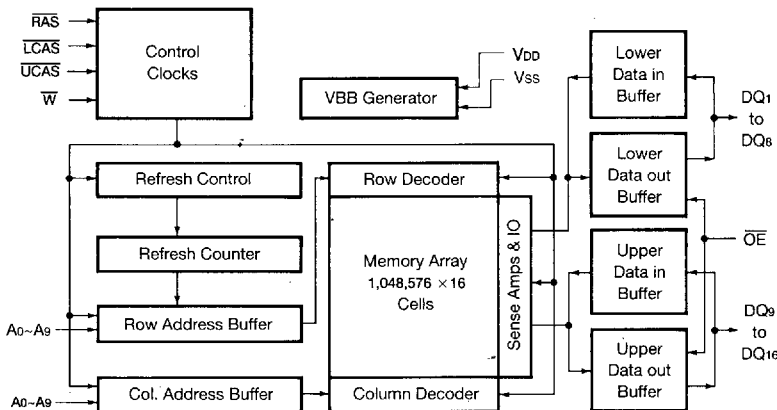 RAS
LCAS
UCAS
W
Control
Clocks
VBB Generator
VDD
VSS
Lower
Data in
Buffer
DQ1
to
DQ8
Refresh Control
Row Decoder
Lower
Data out
Buffer
Refresh Counter
Memory Array
1,048,576 ×16
Cells
Sense Amps & IO
OE
Upper
Data in
Buffer
A0~A9
Row Address Buffer
DQ9
to
DQ16
Upper
Data out
Buffer
A0~A9
Col. Address Buffer
Column Decoder